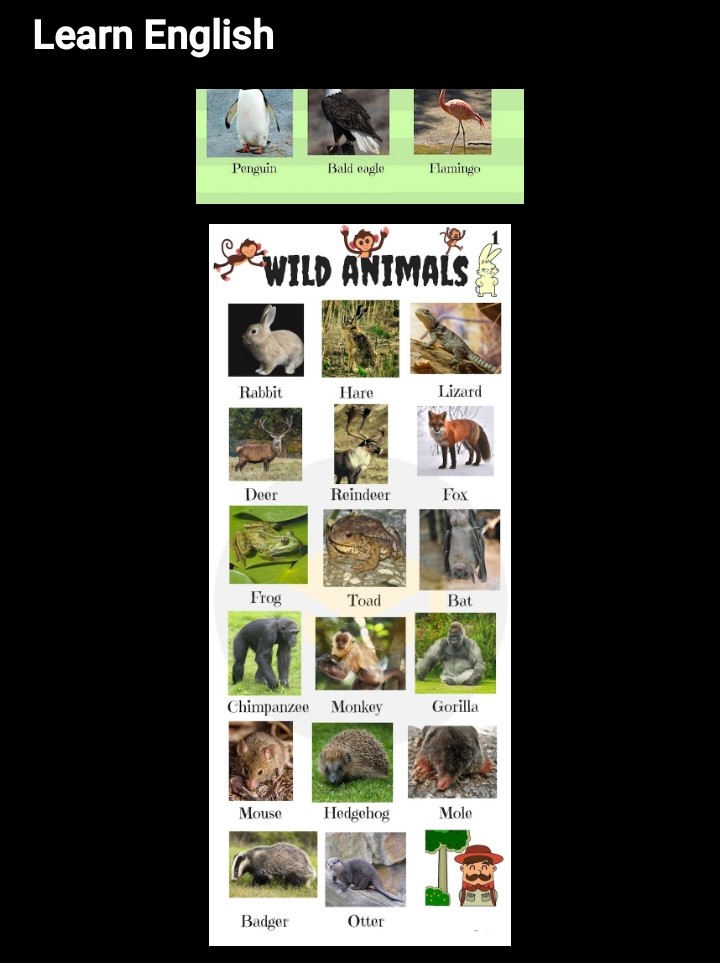 Learn English
Penguin Bald eagle Flamingo
1
WILD ANIMALS
Rabbit Hare Lizard
Deer Reindeer Fox
Frog Toad Bat
Chimpanzee Monkey Gorilla
Mouse Hedgehog Mole
Badger Otter